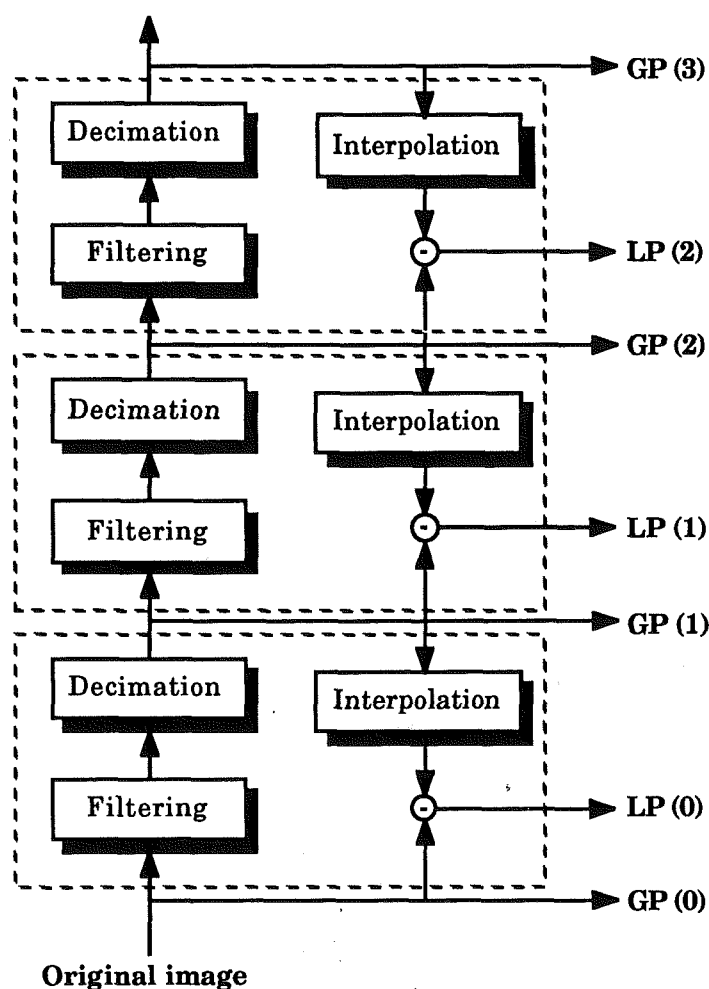 GP (3)
Decimation
Interpolation
Filtering
-
LP (2)
GP (2)
Decimation
Interpolation
Filtering
-
LP (1)
GP (1)
Decimation
Interpolation
Filtering
-
LP (0)
GP (0)
Original image